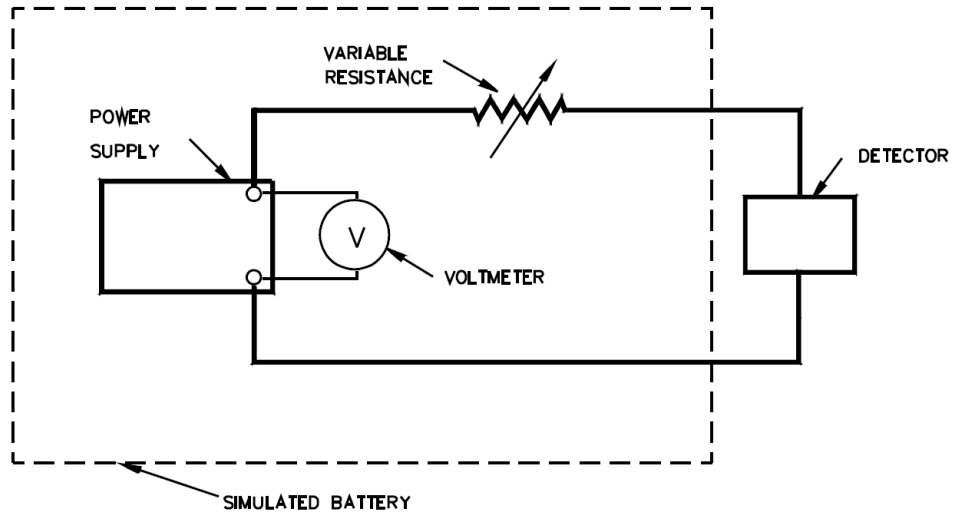 VARIABLE
RESISTANCE
POWER
SUPPLY
DETECTOR
V
VOLTMETER
SIMULATED BATTERY